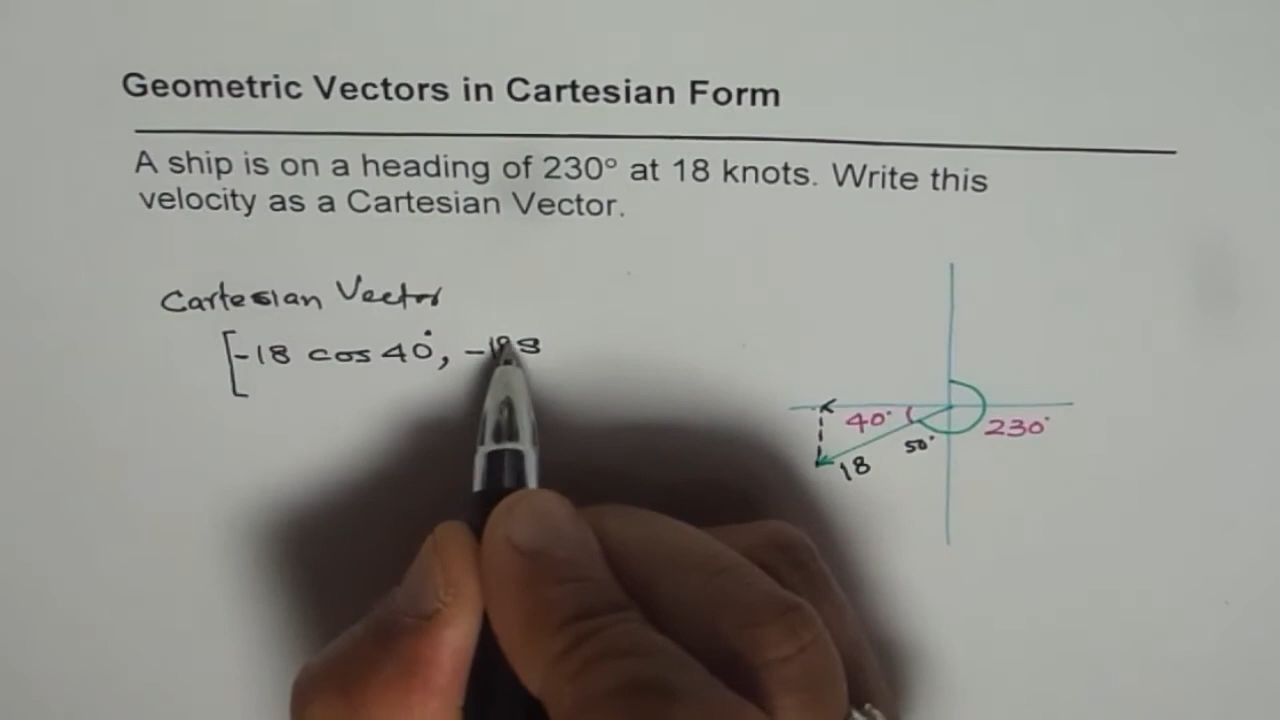 Geometric Vectors in Cartesian Form
A ship is on a heading of 230° at 18 knots. Write this
velocity as a Cartesian Vector.
Cartesian Vector
[-18 cos 40°, -18s
40°
230°
50°
18